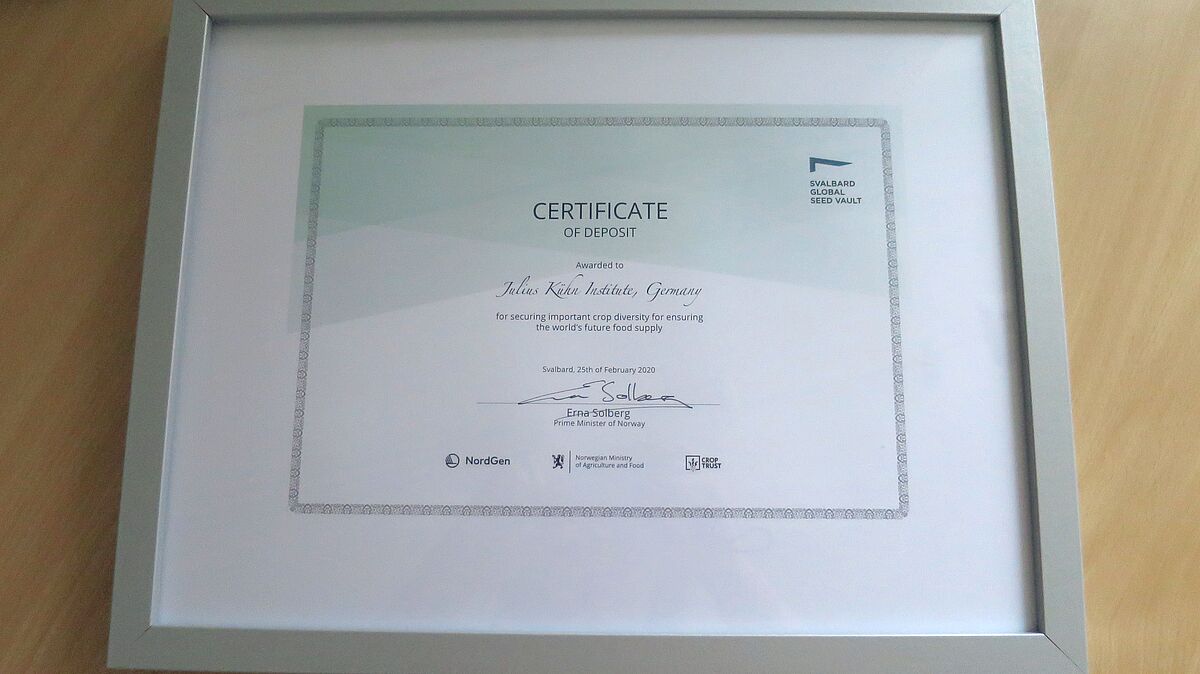 SVALBARD
GLOBAL
SEED VAULT
CERTIFICATE
OF DEPOSIT
Awarded to
Julius Kühn Institute, Germany
for securing important crop diversity for ensuring
the world's future food supply
Svalbard, 25th of February 2020
Erna Solberg
Erna Solberg
Prime Minister of Norway
NordGen
Norwegian Ministry
of Agriculture and Food
CROP
TRUST